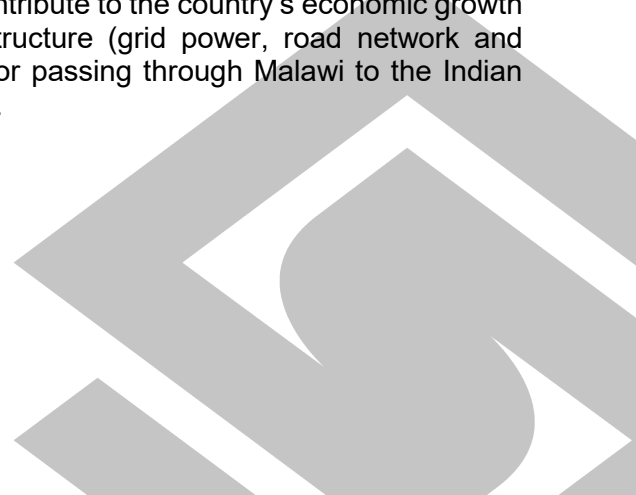 ntribute to the country's economic growth
tructure (grid power, road network and
or passing through Malawi to the Indian
.